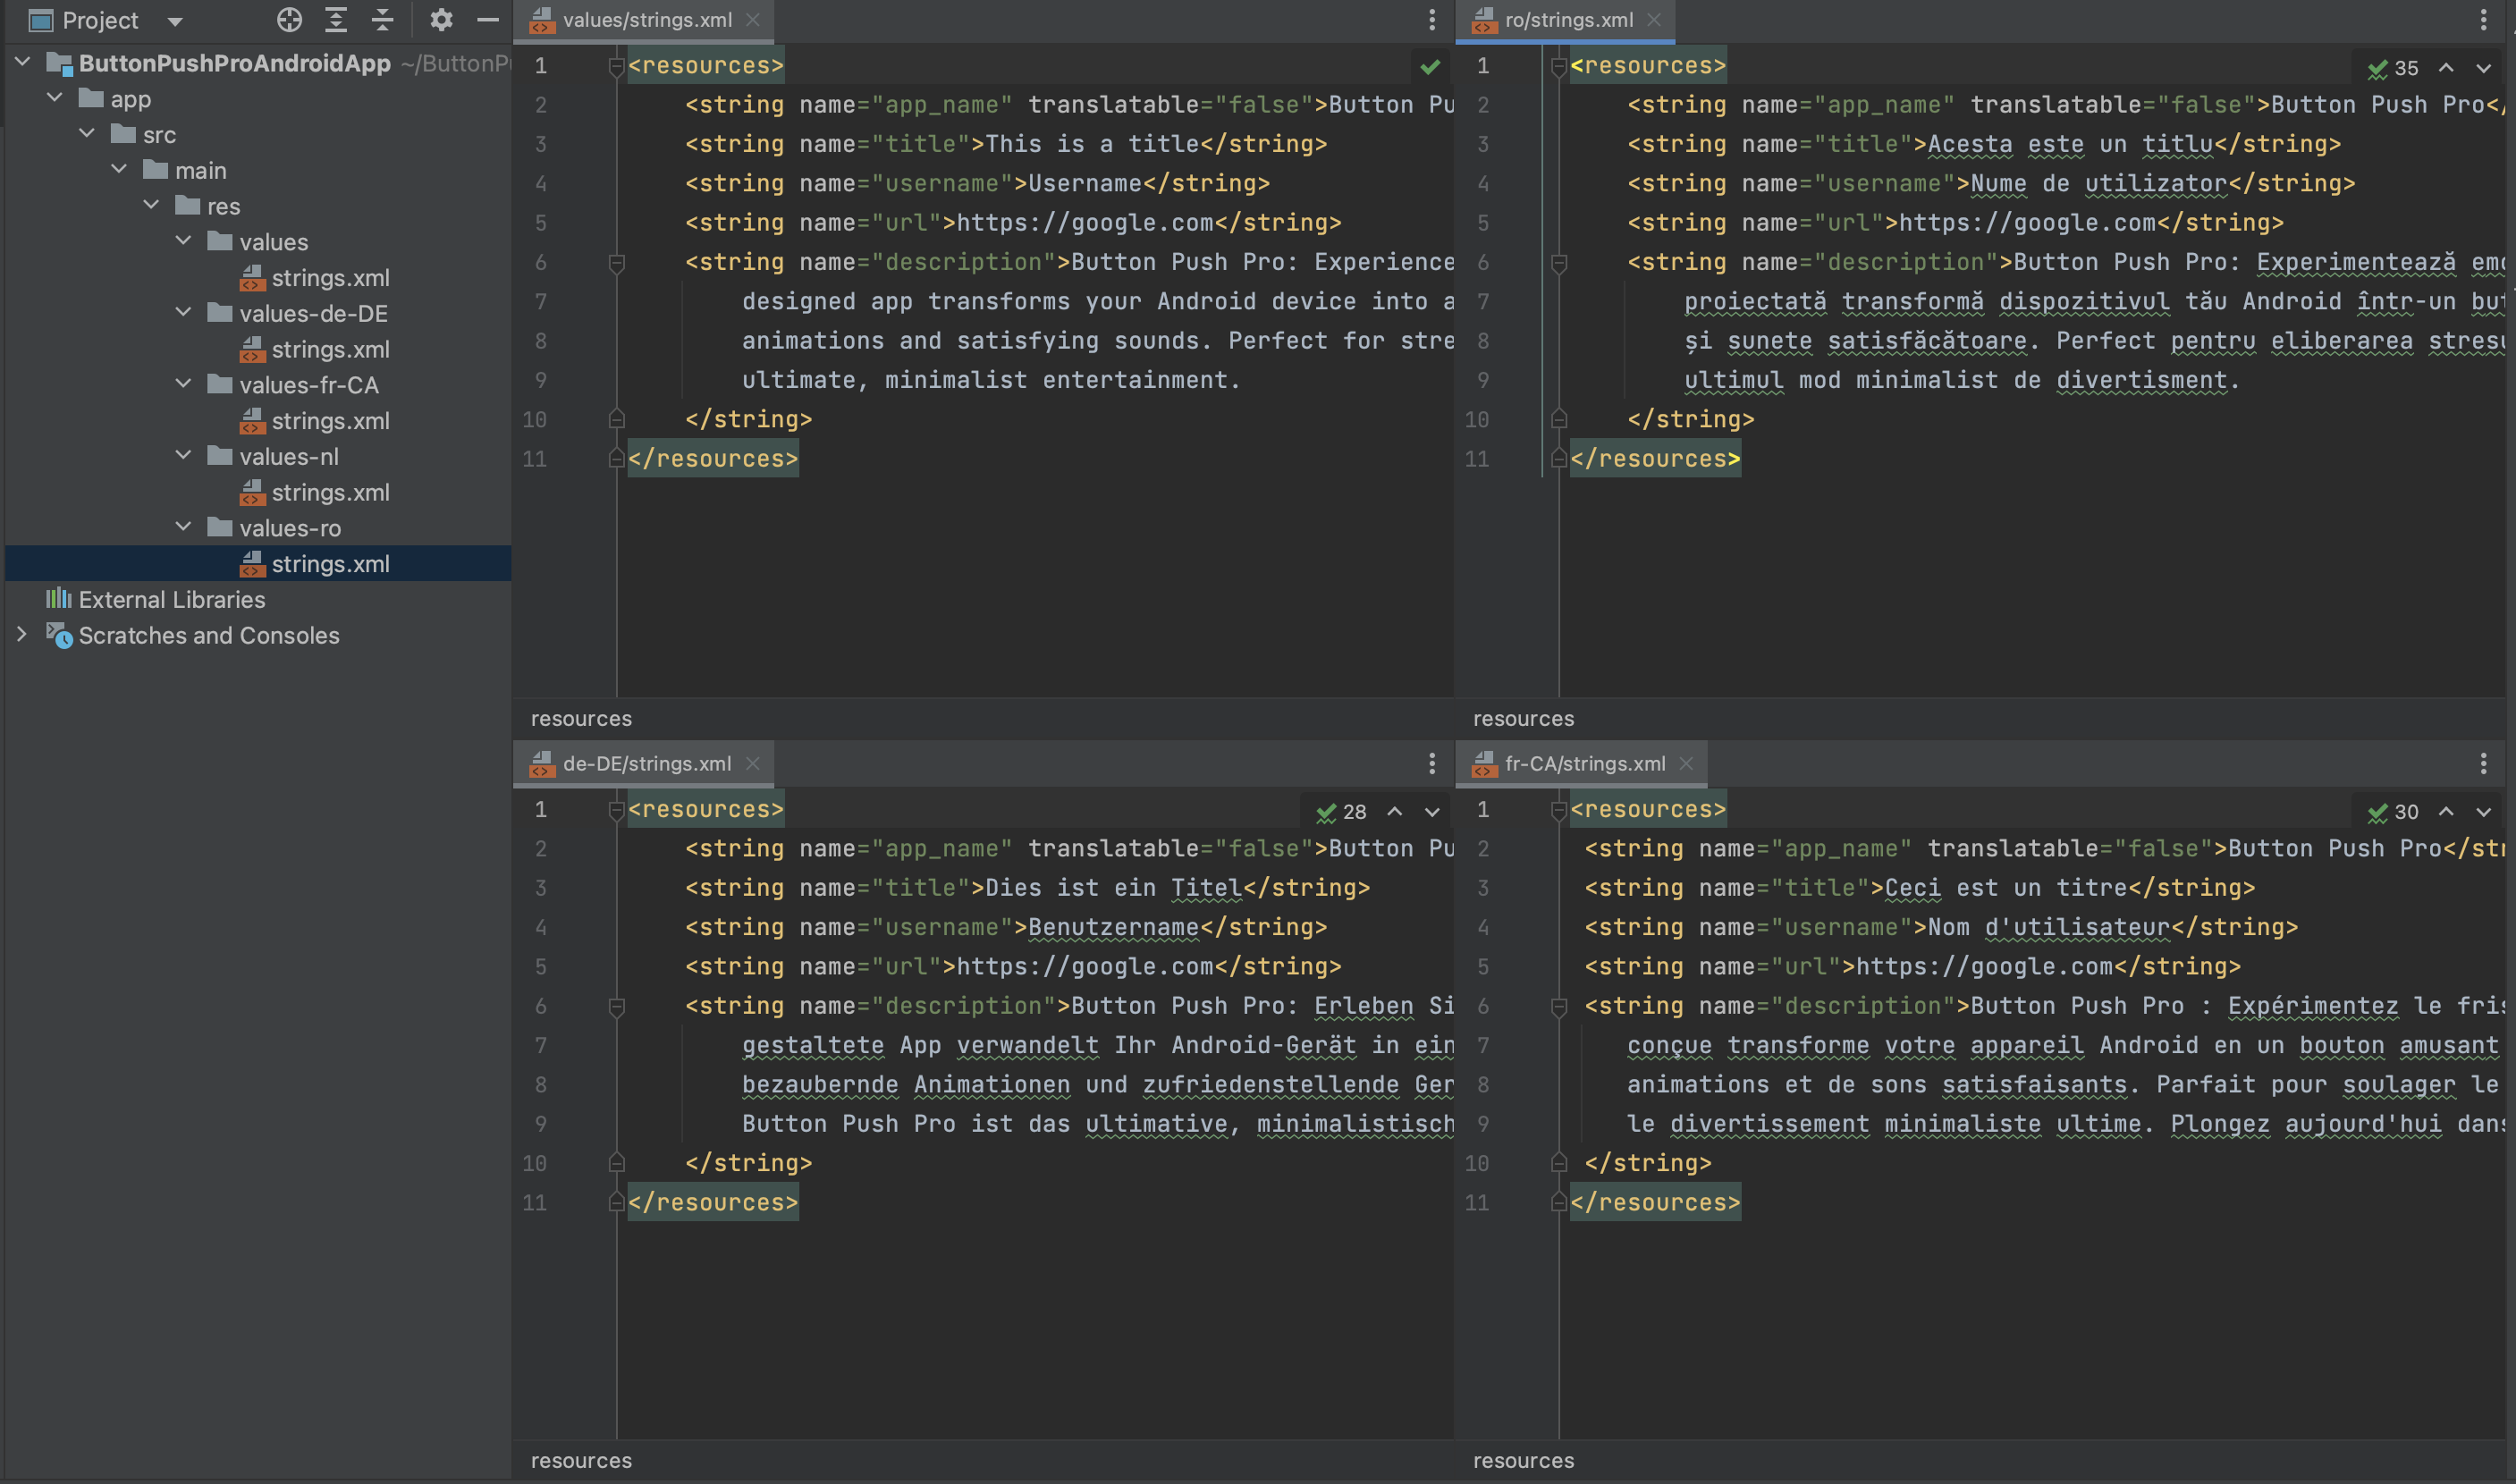 Project
ButtonPushProAndroidApp ~/ButtonPu
app
src
main
res
values
strings.xml
values-de-DE
strings.xml
values-fr-CA
strings.xml
values-nl
strings.xml
values-ro
strings.xml
External Libraries
Scratches and Consoles
values/strings.xml
1 <resources>
2 <string name="app_name" translatable="false">Button Pu
3 <string name="title">This is a title</string>
4 <string name="username">Username</string>
5 <string name="url">https://google.com</string>
6 <string name="description">Button Push Pro: Experience
7 designed app transforms your Android device into a
8 animations and satisfying sounds. Perfect for stre
9 ultimate, minimalist entertainment.
10 </string>
11 </resources>
resources
ro/strings.xml
35
1 <resources>
2 <string name="app_name" translatable="false">Button Push Pro</
3 <string name="title">Acesta este un titlu</string>
4 <string name="username">Nume de utilizator</string>
5 <string name="url">https://google.com</string>
6 <string name="description">Button Push Pro: Experimentează emo
7 proiectată transformă dispozitivul tău Android într-un but
8 și sunete satisfăcătoare. Perfect pentru eliberarea stresu
9 ultimul mod minimalist de divertisment.
10 </string>
11 </resources>
resources
de-DE/strings.xml
28
1 <resources>
2 <string name="app_name" translatable="false">Button Pu
3 <string name="title">Dies ist ein Titel</string>
4 <string name="username">Benutzername</string>
5 <string name="url">https://google.com</string>
6 <string name="description">Button Push Pro: Erleben Si
7 gestaltete App verwandelt Ihr Android-Gerät in ein
8 bezaubernde Animationen und zufriedenstellende Ger
9 Button Push Pro ist das ultimative, minimalistisch
10 </string>
11 </resources>
resources
fr-CA/strings.xml
30
1 <resources>
2 <string name="app_name" translatable="false">Button Push Pro</str
3 <string name="title">Ceci est un titre</string>
4 <string name="username">Nom d'utilisateur</string>
5 <string name="url">https://google.com</string>
6 <string name="description">Button Push Pro : Expérimentez le fris
7 conçue transforme votre appareil Android en un bouton amusant
8 animations et de sons satisfaisants. Parfait pour soulager le
9 le divertissement minimaliste ultime. Plongez aujourd'hui dans
10 </string>
11 </resources>
resources